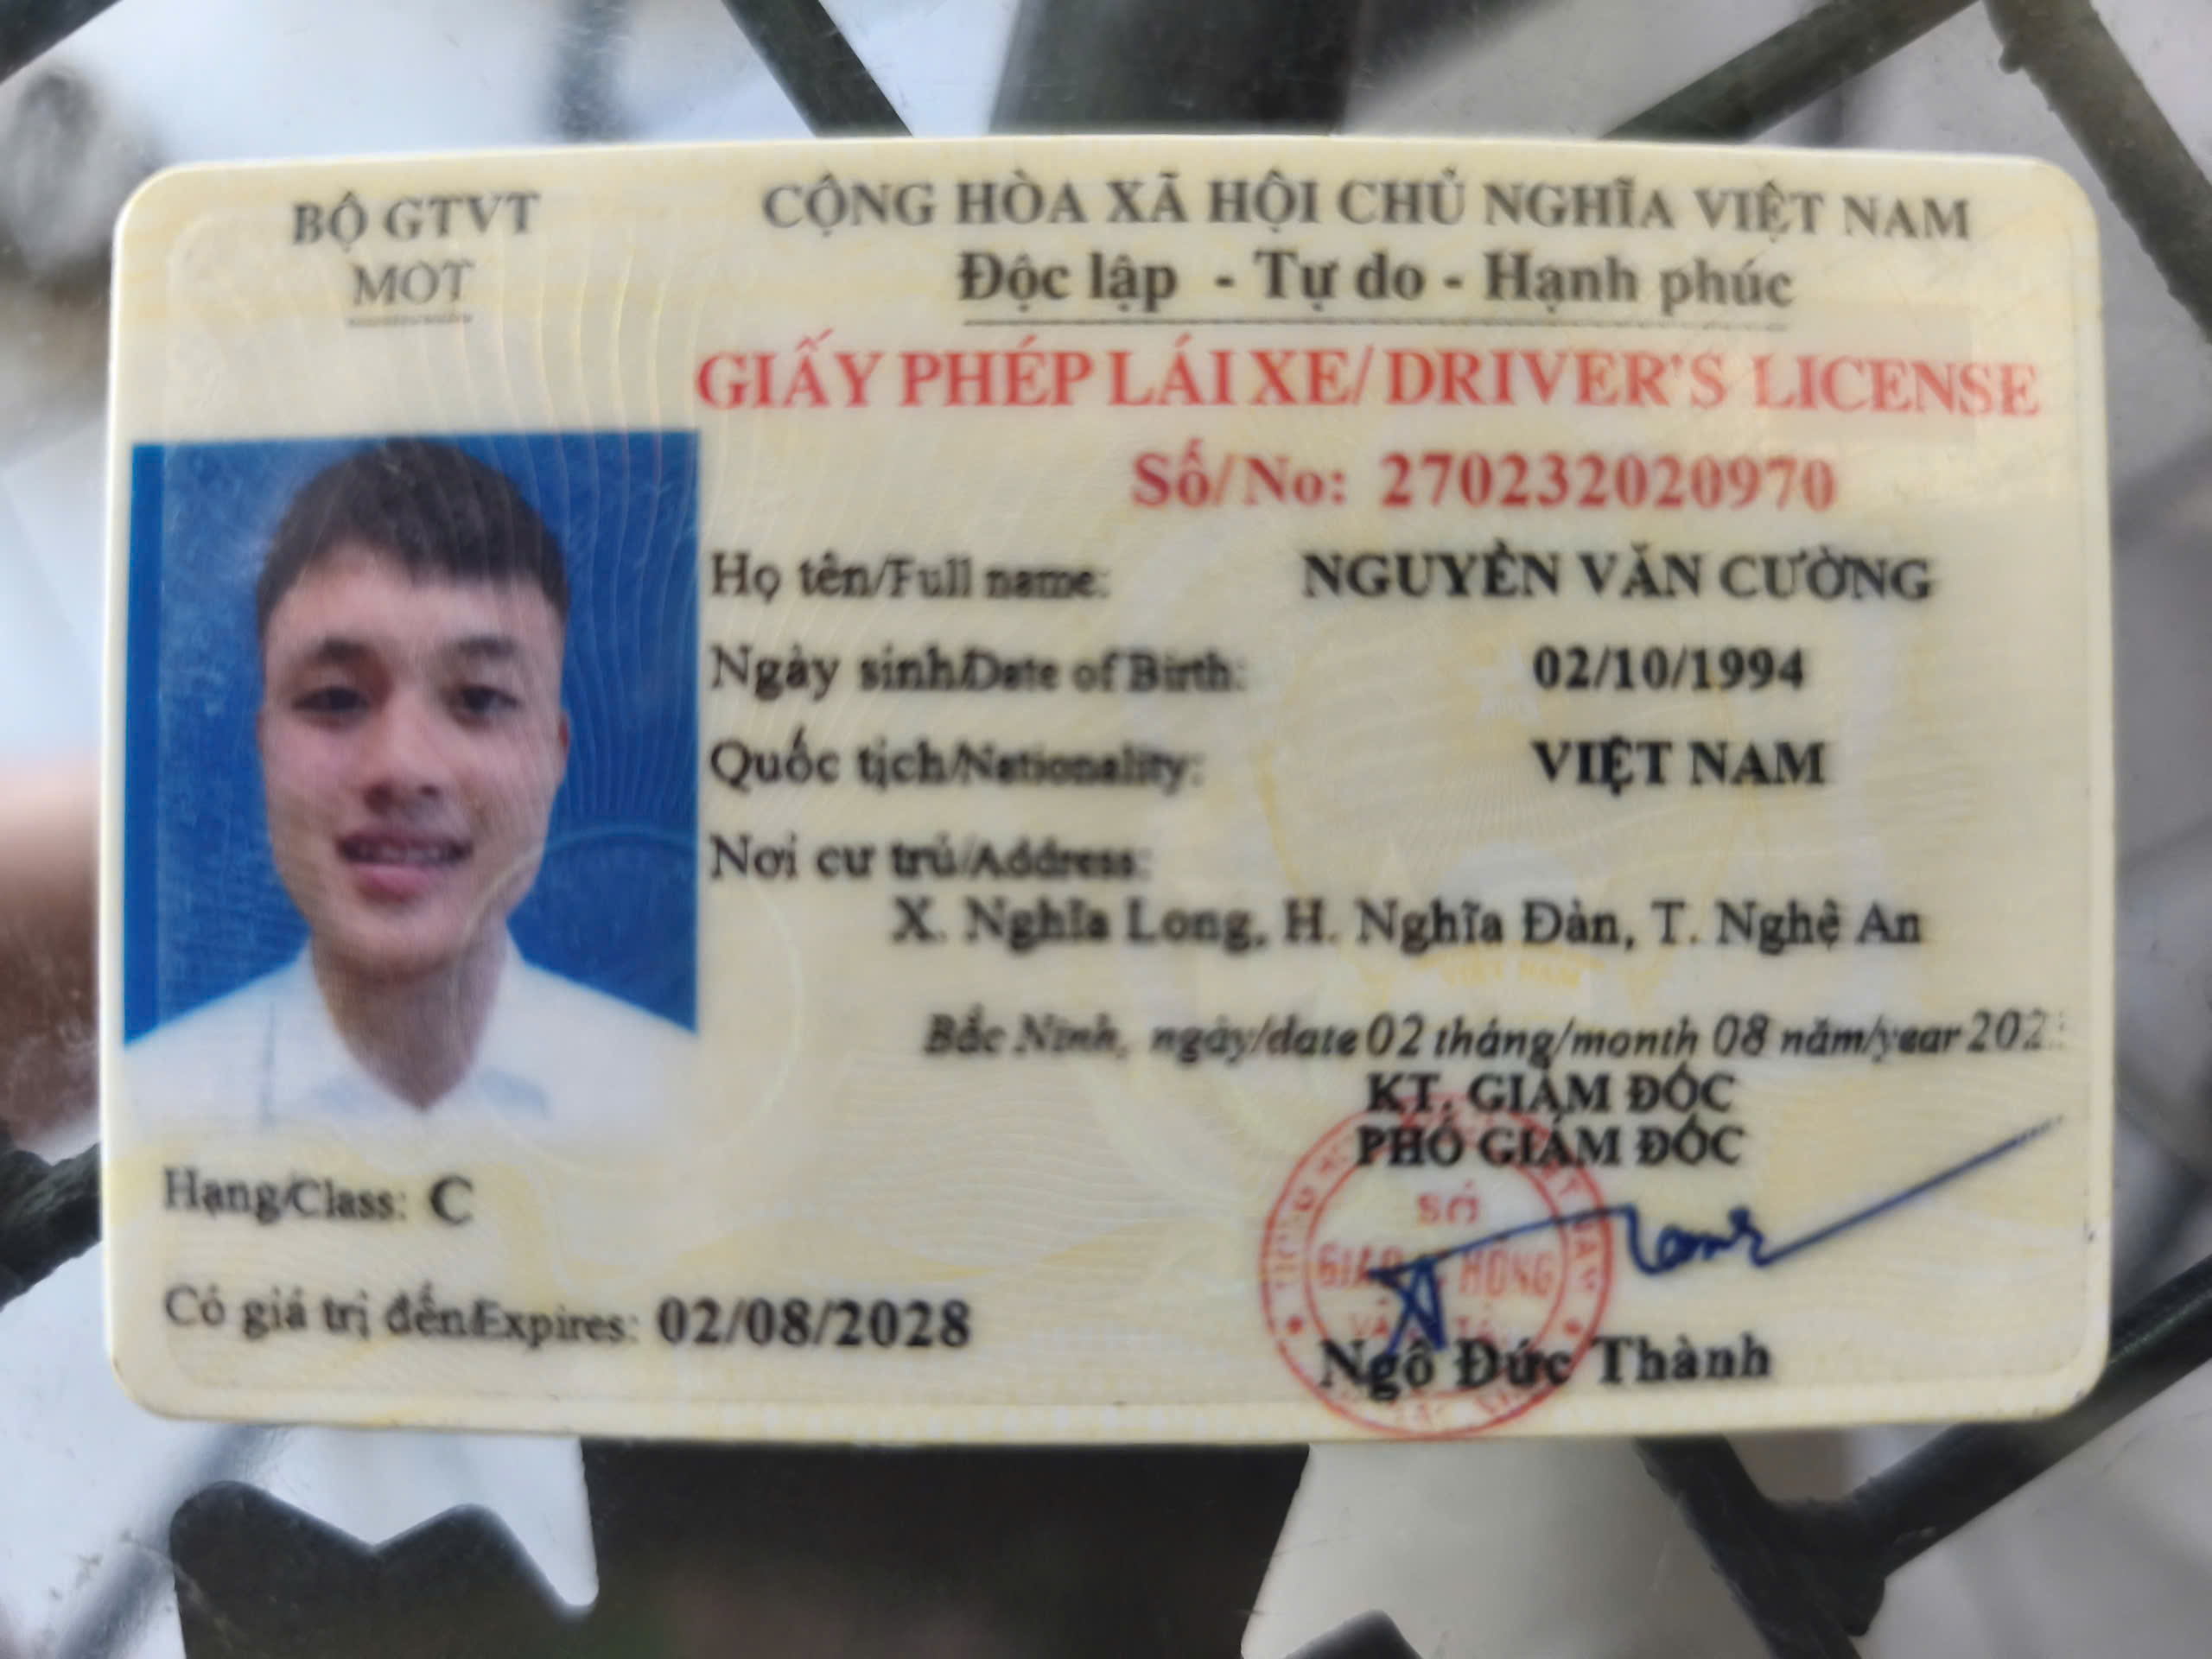 BỘ GTVT
MOT
CỘNG HÒA XÃ HỘI CHỦ NGHĨA VIỆT NAM
Độc lập - Tự do - Hạnh phúc
GIẤY PHÉP LÁI XE/ DRIVER'S LICENSE
Số/No: 270232020970
Họ tên/Full name: NGUYỄN VĂN CƯỜNG
Ngày sinh/Date of Birth: 02/10/1994
Quốc tịch/Nationality: VIỆT NAM
Nơi cư trú/Address:
X. Nghĩa Long, H. Nghĩa Đàn, T. Nghệ An
Bắc Ninh, ngày/date 02 tháng/month 08 năm/year
KT. GIÁM ĐỐC
PHÓ GIÁM ĐỐC
SỞ
GIAO THÔNG
VẬN TẢI
Ngô Đức Thành
Hạng/Class: C
Có giá trị đến/Expires: 02/08/2028
VIỆT NAM